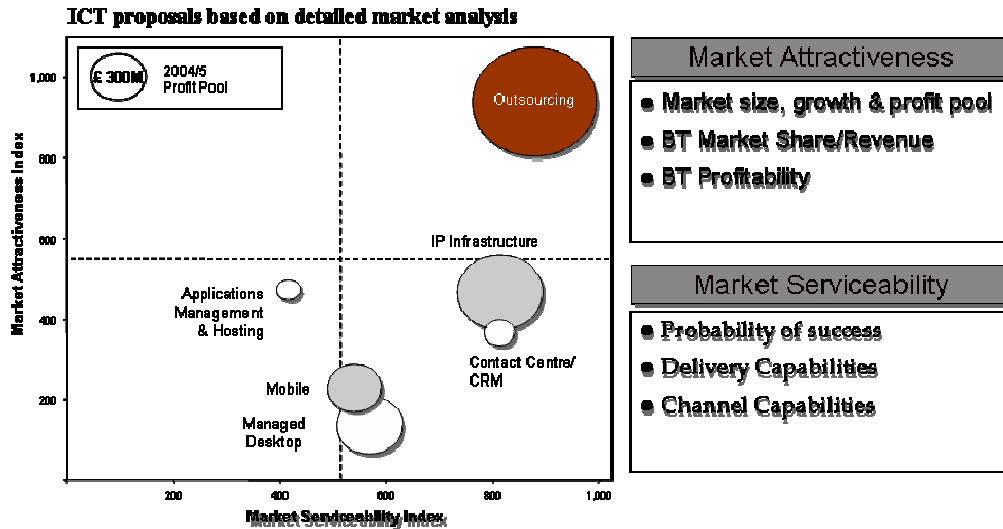 ICT proposals based on detailed market analysis
£ 300M
2004/5
Profit Pool
Market Attractiveness Index
1,000
800
600
400
200
Outsourcing
IP Infrastructure
Applications
Management
& Hosting
Contact Centre/
CRM
Mobile
Managed
Desktop
200
400
600
800
1,000
Market Serviceability Index
Market Attractiveness
● Market size, growth & profit pool
● BT Market Share/Revenue
● BT Profitability
Market Serviceability
● Probability of success
● Delivery Capabilities
● Channel Capabilities